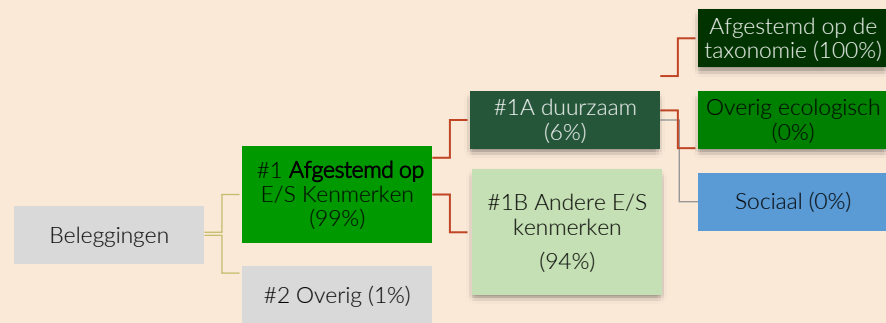 Beleggingen
#1 Afgestemd op
E/S Kenmerken
(99%)
#2 Overig (1%)
#1A duurzaam
(6%)
#1B Andere E/S
kenmerken
(94%)
Afgestemd op de
taxonomie (100%)
Overig ecologisch
(0%)
Sociaal (0%)